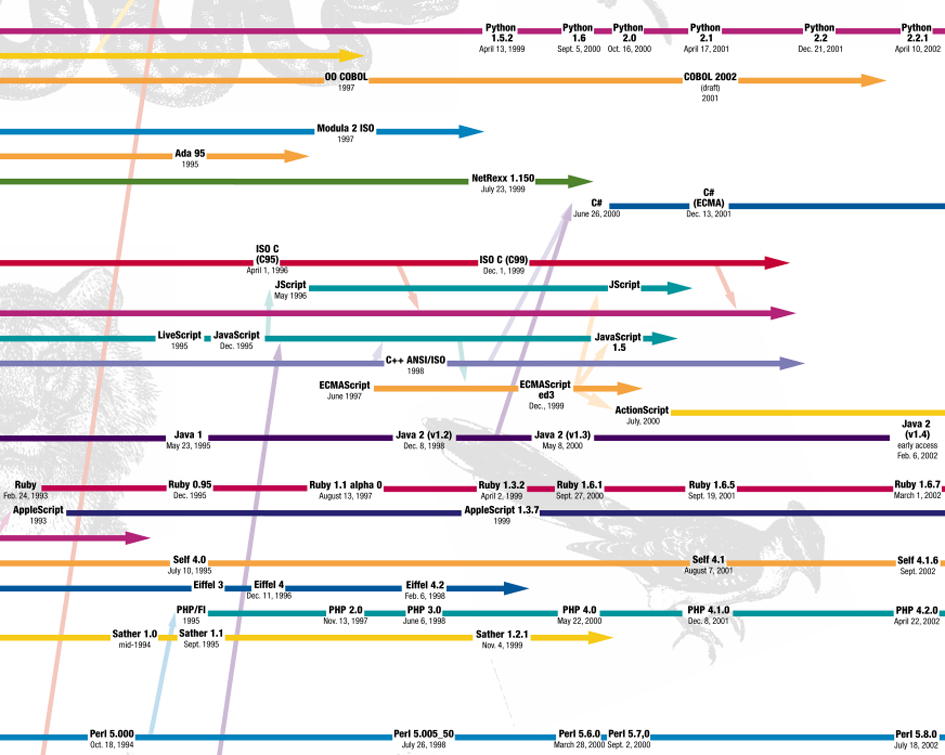 Python 1.5.2
April 13, 1999
Python 1.6
Sept. 5, 2000
Python 2.0
Oct. 16, 2000
Python 2.1
April 17, 2001
Python 2.2
Dec. 21, 2001
Python 2.2.1
April 10, 2002
OO COBOL
1997
COBOL 2002
(draft)
2001
Modula 2 ISO
1997
Ada 95
1995
NetRexx 1.150
July 23, 1999
C#
June 26, 2000
C#
(ECMA)
Dec. 13, 2001
ISO C
(C95)
April 1, 1996
ISO C (C99)
Dec. 1, 1999
JScript
May 1996
JScript
LiveScript
1995
JavaScript
Dec. 1995
JavaScript
1.5
C++ ANSI/ISO
1998
ECMAScript
June 1997
ECMAScript
ed3
Dec., 1999
ActionScript
July, 2000
Java 1
May 23, 1995
Java 2 (v1.2)
Dec. 8, 1998
Java 2 (v1.3)
May 8, 2000
Java 2
(v1.4)
early access
Feb. 6, 2002
Ruby
Feb. 24, 1993
Ruby 0.95
Dec. 1995
Ruby 1.1 alpha 0
August 13, 1997
Ruby 1.3.2
April 2, 1999
Ruby 1.6.1
Sept. 27, 2000
Ruby 1.6.5
Sept. 19, 2001
Ruby 1.6.7
March 1, 2002
AppleScript
1993
AppleScript 1.3.7
1999
Self 4.0
July 10, 1995
Self 4.1
August 7, 2001
Self 4.1.6
Sept. 2002
Eiffel 3
Eiffel 4
Dec. 11, 1996
Eiffel 4.2
Feb. 6, 1998
PHP/FI
1995
PHP 2.0
Nov. 13, 1997
PHP 3.0
June 6, 1998
PHP 4.0
May 22, 2000
PHP 4.1.0
Dec. 8, 2001
PHP 4.2.0
April 22, 2002
Sather 1.0
mid-1994
Sather 1.1
Sept. 1995
Sather 1.2.1
Nov. 4, 1999
Perl 5.000
Oct. 18, 1994
Perl 5.005_50
July 26, 1998
Perl 5.6.0
March 28, 2000
Perl 5.7,0
Sept. 2, 2000
Perl 5.8.0
July 18, 2002